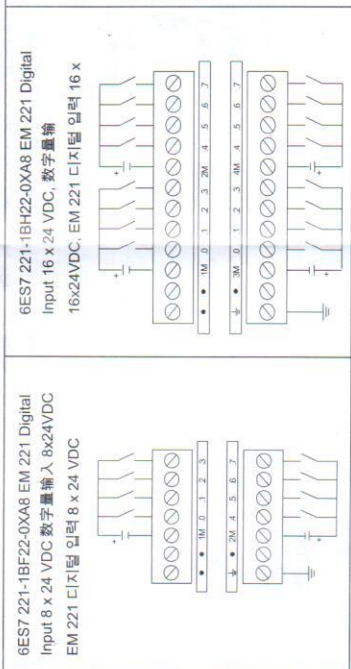 6ES7 221-1BF22-0XA8 EM 221 Digital
Input 8 x 24 VDC 数字量输入 8x24VDC
EM 221 디지털 입력 8 x 24 VDC
+
● ● 1M .0 .1 .2 .3
⏚ ● 2M .4 .5 .6 .7
+
6ES7 221-1BH22-0XA8 EM 221 Digital
Input 16 x 24 VDC, 数字量输
16x24VDC, EM 221 디지털 입력 16 x
+ +
● ● 1M .0 .1 .2 .3 2M .4 .5 .6 .7
⏚ ● 3M .0 .1 .2 .3 4M .4 .5 .6 .7
+ +